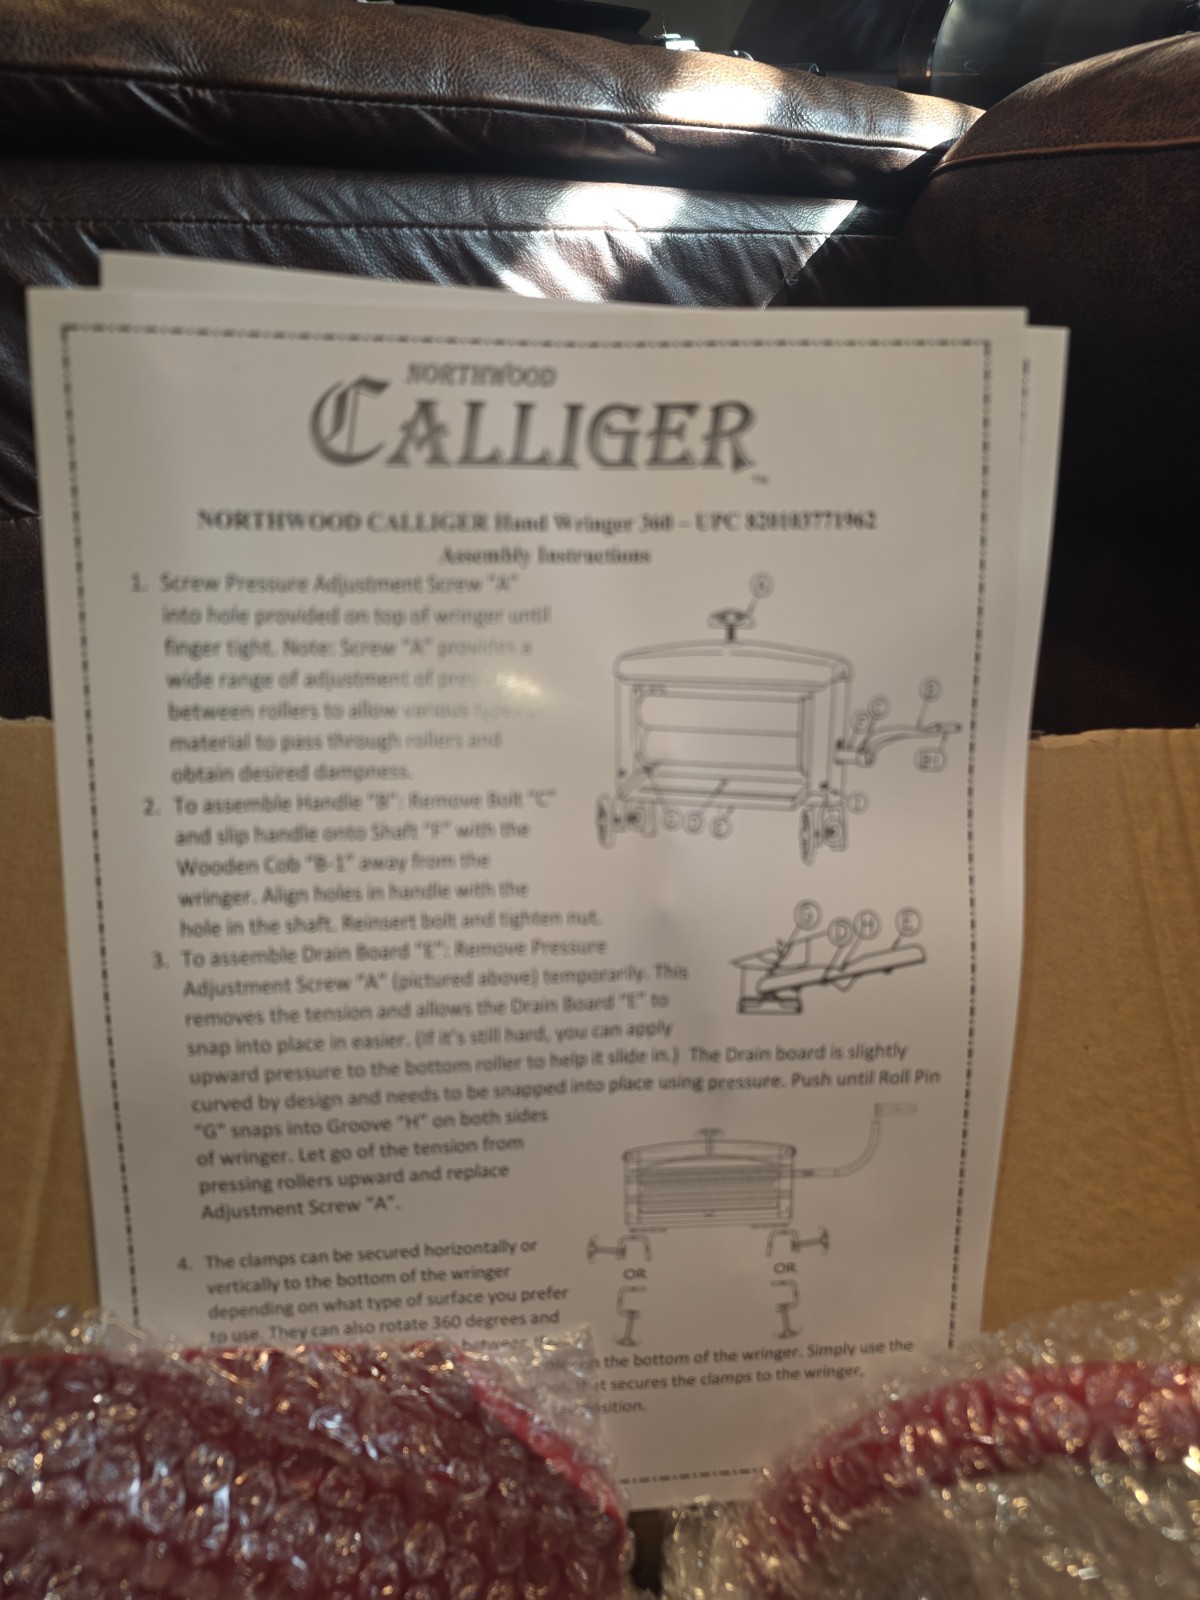 NORTHWOOD
CALLIGER
TM
NORTHWOOD CALLIGER Hand Wringer 360 – UPC 820103771962
Assembly Instructions
1. Screw Pressure Adjustment Screw "A"
into hole provided on top of wringer until
finger tight. Note: Screw "A" provides a
wide range of adjustment of
between rollers to allow various
material to pass through rollers and
obtain desired dampness.
2. To assemble Handle "B": Remove Bolt "C"
and slip handle onto Shaft "F" with the
Wooden Cob "B-1" away from the
wringer. Align holes in handle with the
hole in the shaft. Reinsert bolt and tighten nut.
3. To assemble Drain Board "E": Remove Pressure
Adjustment Screw "A" (pictured above) temporarily. This
removes the tension and allows the Drain Board "E" to
snap into place in easier. (If it's still hard, you can apply
upward pressure to the bottom roller to help it slide in.) The Drain board is slightly
curved by design and needs to be snapped into place using pressure. Push until Roll Pin
"G" snaps into Groove "H" on both sides
of wringer. Let go of the tension from
pressing rollers upward and replace
Adjustment Screw "A".
4. The clamps can be secured horizontally or
vertically to the bottom of the wringer
depending on what type of surface you prefer
to use. They can also rotate 360 degrees and
between
in the bottom of the wringer. Simply use the
that secures the clamps to the wringer,
position.
A
B
C
G
D H E
OR
OR